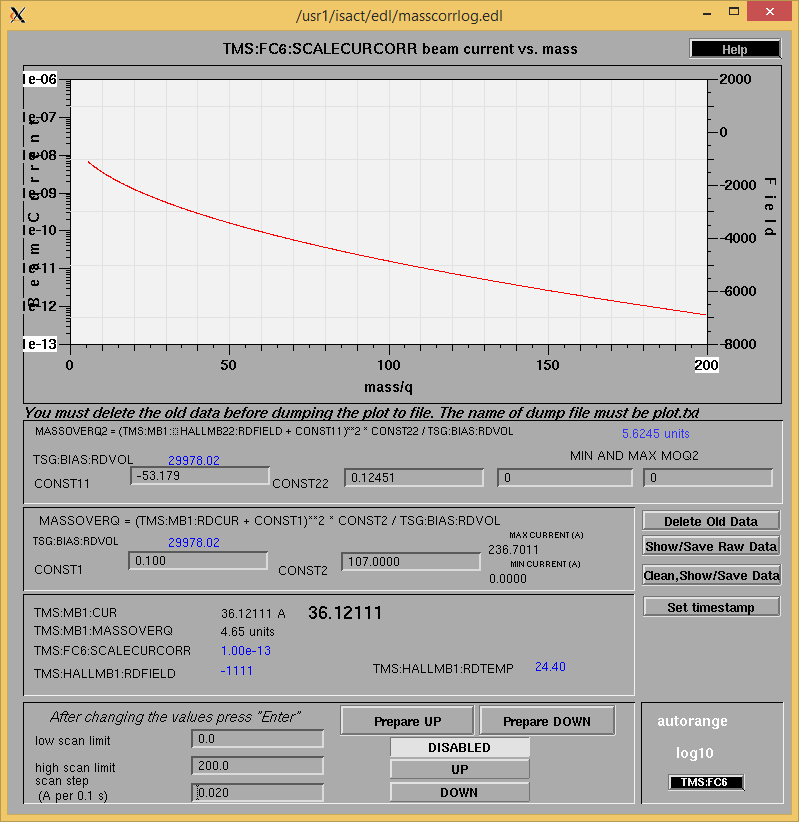 /usr1/isact/edl/masscorrlog.edl
TMS:FC6:SCALECURCORR beam current vs. mass
Help
1e-06
1e-07
1e-08
1e-09
1e-10
1e-11
1e-12
1e-13
Beam Current
2000
0
-2000
-4000
-6000
-8000
Field
0 50 100 150 200
mass/q
You must delete the old data before dumping the plot to file. The name of dump file must be plot.txt
MASSOVERQ2 = (TMS:MB1:HALLMB22:RDFIELD + CONST11)**2 * CONST22 / TSG:BIAS:RDVOL
5.6245 units
TSG:BIAS:RDVOL 29978.02
MIN AND MAX MOQ2
CONST11 -53.179 CONST22 0.12451 0 0
MASSOVERQ = (TMS:MB1:RDCUR + CONST1)**2 * CONST2 / TSG:BIAS:RDVOL
TSG:BIAS:RDVOL 29978.02
MAX CURRENT (A)
236.7011
CONST1 0.100 CONST2 107.0000
MIN CURRENT (A)
0.0000
Delete Old Data
Show/Save Raw Data
Clean,Show/Save Data
Set timestamp
TMS:MB1:CUR 36.12111 A 36.12111
TMS:MB1:MASSOVERQ 4.65 units
TMS:FC6:SCALECURCORR 1.00e-13
TMS:HALLMB1:RDFIELD -1111 TMS:HALLMB1:RDTEMP 24.40
After changing the values press "Enter"
low scan limit 0.0
high scan limit 200.0
scan step
(A per 0.1 s) 0.020
Prepare UP Prepare DOWN
DISABLED
UP
DOWN
autorange
log10
TMS:FC6